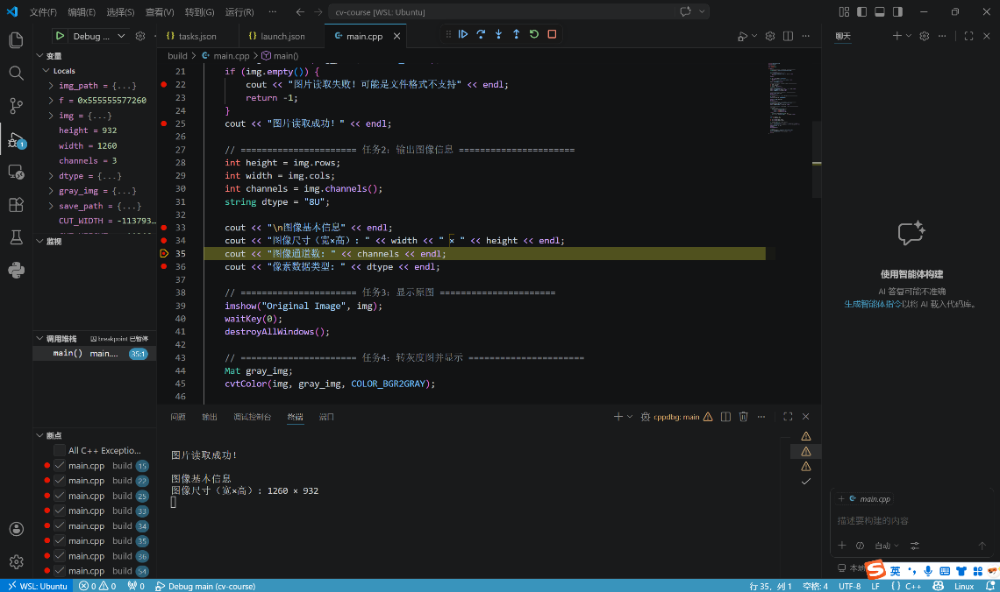 文件(F) 编辑(E) 选择(S) 查看(V) 转到(G) 运行(R) ··· cv-course [WSL: Ubuntu]
Debug ... tasks.json launch.json main.cpp 聊天
build > main.cpp > main()
变量
Locals
img_path = {...}
f = 0x555555577260
img = {...}
height = 932
width = 1260
channels = 3
dtype = {...}
gray_img = {...}
save_path = {...}
CUT_WIDTH = -113793…
监视
调用堆栈 因 breakpoint 已暂停
main() main.... 35:1
断点
All C++ Exceptio...
main.cpp build 15
main.cpp build 22
main.cpp build 25
main.cpp build 33
main.cpp build 34
main.cpp build 35
main.cpp build 36
main.cpp build 54
21 if (img.empty()) {
22 cout << "图片读取失败！可能是文件格式不支持" << endl;
23 return -1;
24 }
25 cout << "图片读取成功！" << endl;
26
27 // ====================== 任务2：输出图像信息 ======================
28 int height = img.rows;
29 int width = img.cols;
30 int channels = img.channels();
31 string dtype = "8U";
32
33 cout << "\n图像基本信息" << endl;
34 cout << "图像尺寸（宽×高）: " << width << " × " << height << endl;
35 cout << "图像通道数: " << channels << endl;
36 cout << "像素数据类型: " << dtype << endl;
37
38 // ====================== 任务3：显示原图 ======================
39 imshow("Original Image", img);
40 waitKey(0);
41 destroyAllWindows();
42
43 // ====================== 任务4：转灰度图并显示 ======================
44 Mat gray_img;
45 cvtColor(img, gray_img, COLOR_BGR2GRAY);
46
问题 输出 调试控制台 终端 端口 cppdbg: main
图片读取成功！
图像基本信息
图像尺寸（宽×高）: 1260 × 932
使用智能体构建
AI 答复可能不准确
生成智能体指令以将 AI 载入代码库。
main.cpp
描述要构建的内容
自动
本地
英
WSL: Ubuntu 0 0 0 Debug main (cv-course) 行 35，列 1 空格: 4 UTF-8 LF {} C++ Linux